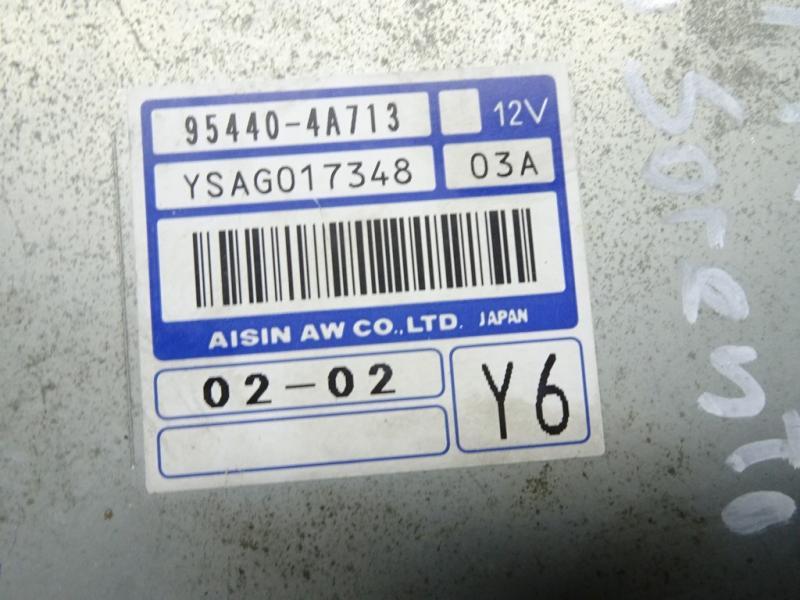 95440-4A713
12V
YSAG017348
03A
AISIN AW CO.,LTD. JAPAN
02-02
Y6
Sorento